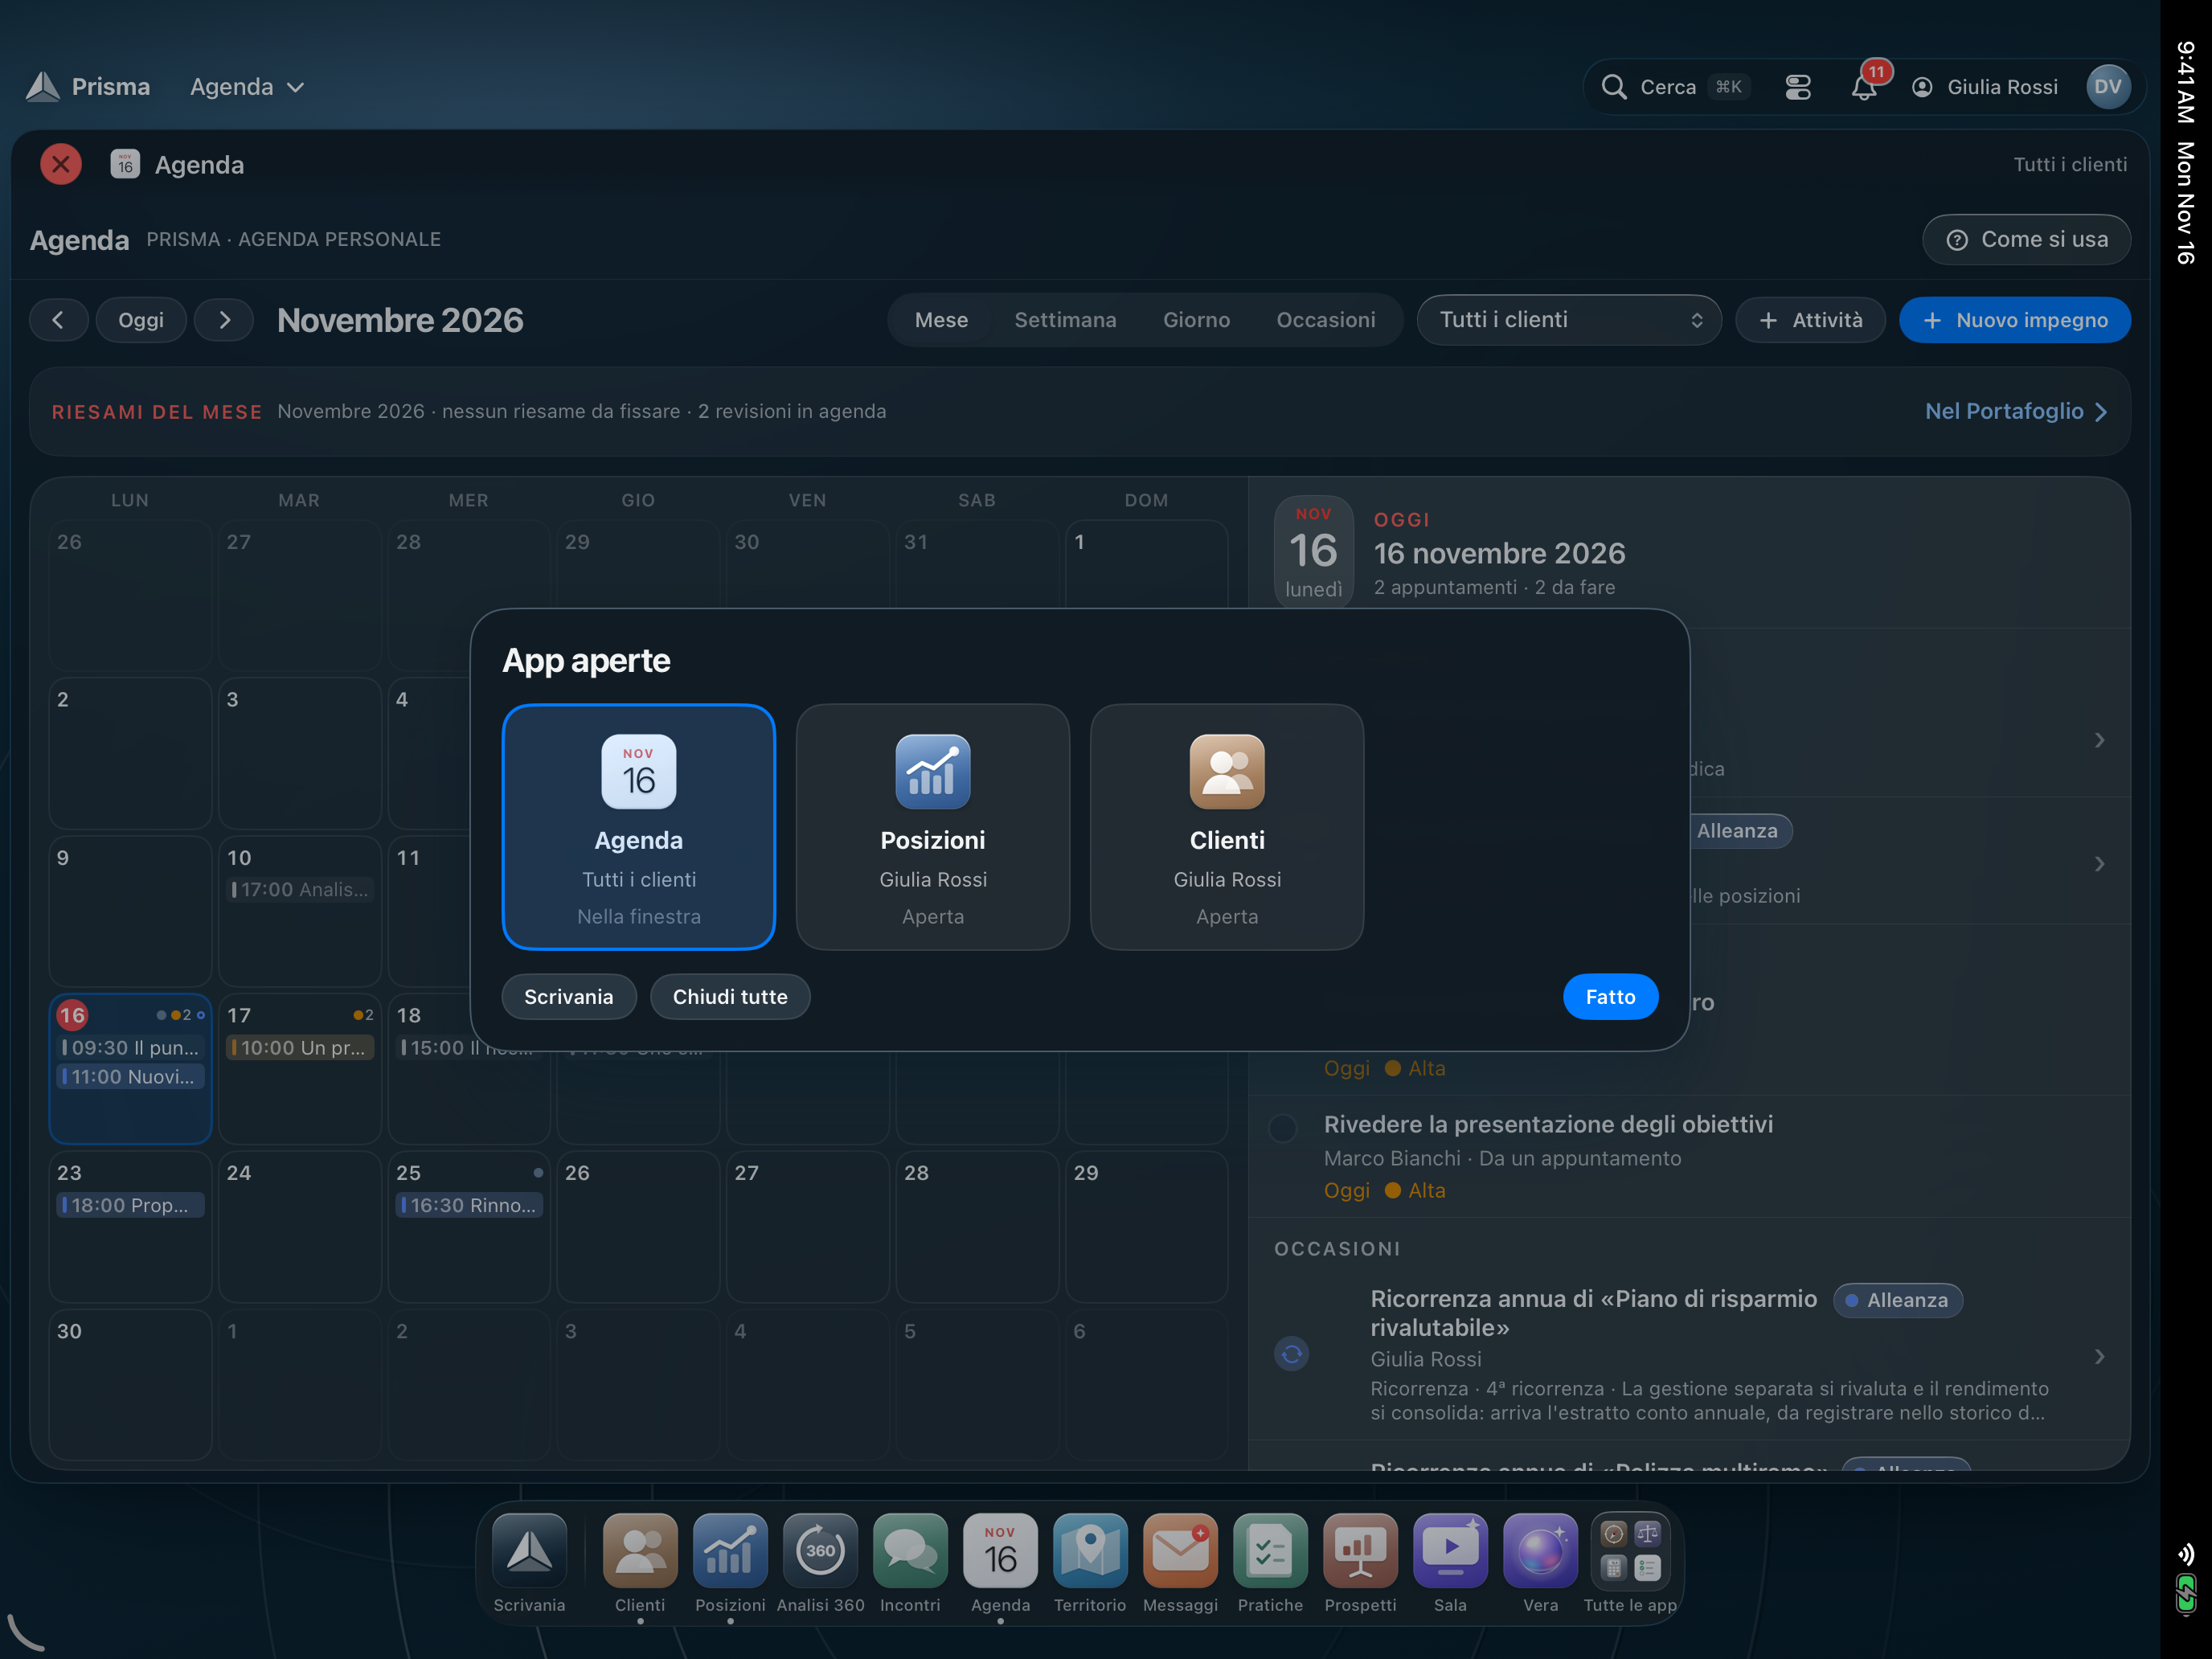 Prisma
Agenda
Cerca ⌘K
11
Giulia Rossi
DV
9:41 AM Mon Nov 16
NOV 16
Agenda
Tutti i clienti
Agenda PRISMA · AGENDA PERSONALE
? Come si usa
Oggi
Novembre 2026
Mese Settimana Giorno Occasioni
Tutti i clienti
+ Attività
+ Nuovo impegno
RIESAMI DEL MESE Novembre 2026 · nessun riesame da fissare · 2 revisioni in agenda
Nel Portafoglio
LUN MAR MER GIO VEN SAB DOM
26 27 28 29 30 31 1
2 3 4
9 10 11
17:00 Analis...
16 2 17 2 18
09:30 Il pun... 10:00 Un pr... 15:00 Il
11:00 Nuovi...
23 24 25 26 27 28 29
18:00 Prop... 16:30 Rinno...
30 1 2 3 4 5 6
NOV
16
lunedì
OGGI
16 novembre 2026
2 appuntamenti · 2 da fare
Alleanza
posizioni
Oggi Alta
Rivedere la presentazione degli obiettivi
Marco Bianchi · Da un appuntamento
Oggi Alta
OCCASIONI
Ricorrenza annua di «Piano di risparmio
rivalutabile»
Alleanza
Giulia Rossi
Ricorrenza · 4ª ricorrenza · La gestione separata si rivaluta e il rendimento
si consolida: arriva l'estratto conto annuale, da registrare nello storico d...
Ricorrenza annua di «Polizza multiramo» Alleanza
App aperte
NOV
16
Agenda
Tutti i clienti
Nella finestra
Posizioni
Giulia Rossi
Aperta
Clienti
Giulia Rossi
Aperta
Scrivania
Chiudi tutte
Fatto
360
NOV
16
Scrivania Clienti Posizioni Analisi 360 Incontri Agenda Territorio Messaggi Pratiche Prospetti Sala Vera Tutte le app